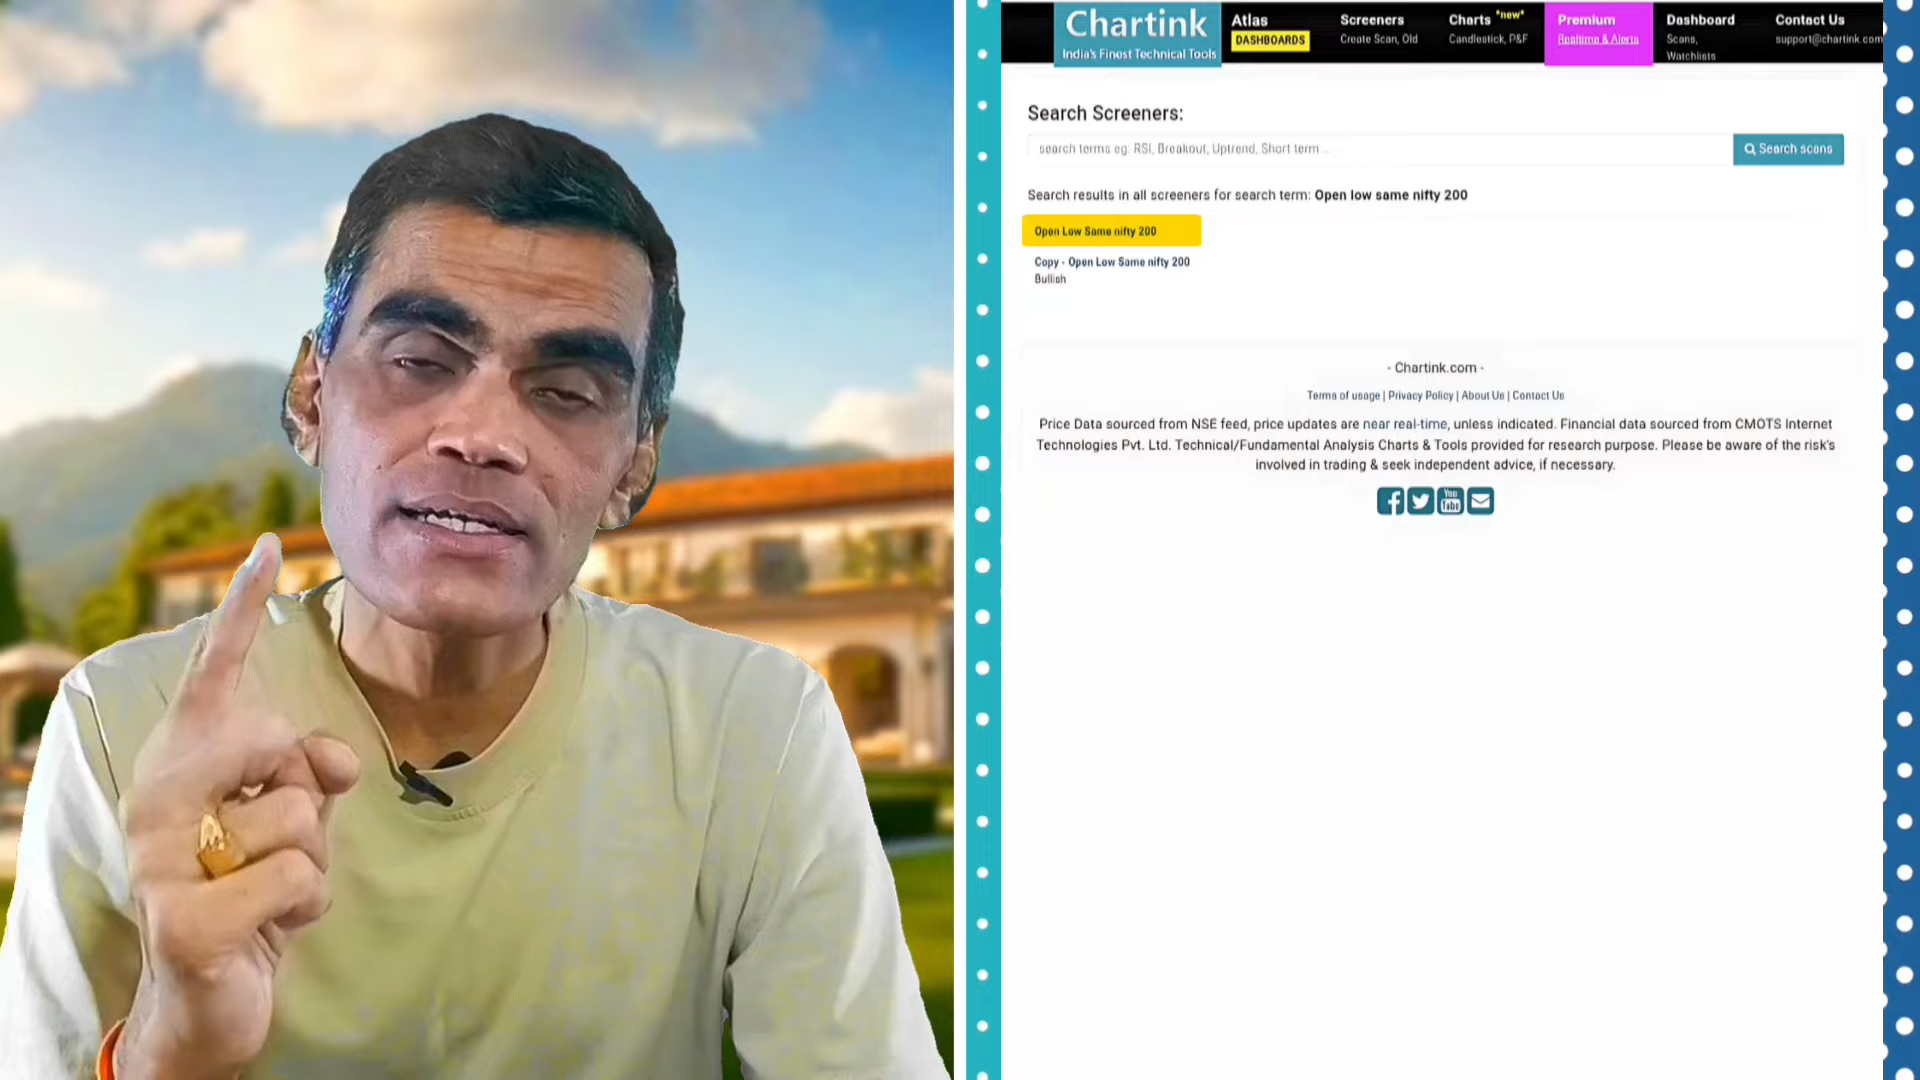 Chartink
India's Finest Technical Tools
Atlas
DASHBOARDS
Screeners
Create Scan, Old
Charts *new*
Candlestick, P&F
Premium
Realtime & Alerts
Dashboard
Scans,
Watchlists
Contact Us
support@chartink.com
Search Screeners:
search terms eg: RSI, Breakout, Uptrend, Short term ...
Search scans
Search results in all screeners for search term: Open low same nifty 200
Open Low Same nifty 200
Copy - Open Low Same nifty 200
Bullish
- Chartink.com -
Terms of usage | Privacy Policy | About Us | Contact Us
Price Data sourced from NSE feed, price updates are near real-time, unless indicated. Financial data sourced from CMOTS Internet
Technologies Pvt. Ltd. Technical/Fundamental Analysis Charts & Tools provided for research purpose. Please be aware of the risk's
involved in trading & seek independent advice, if necessary.
You
Tube